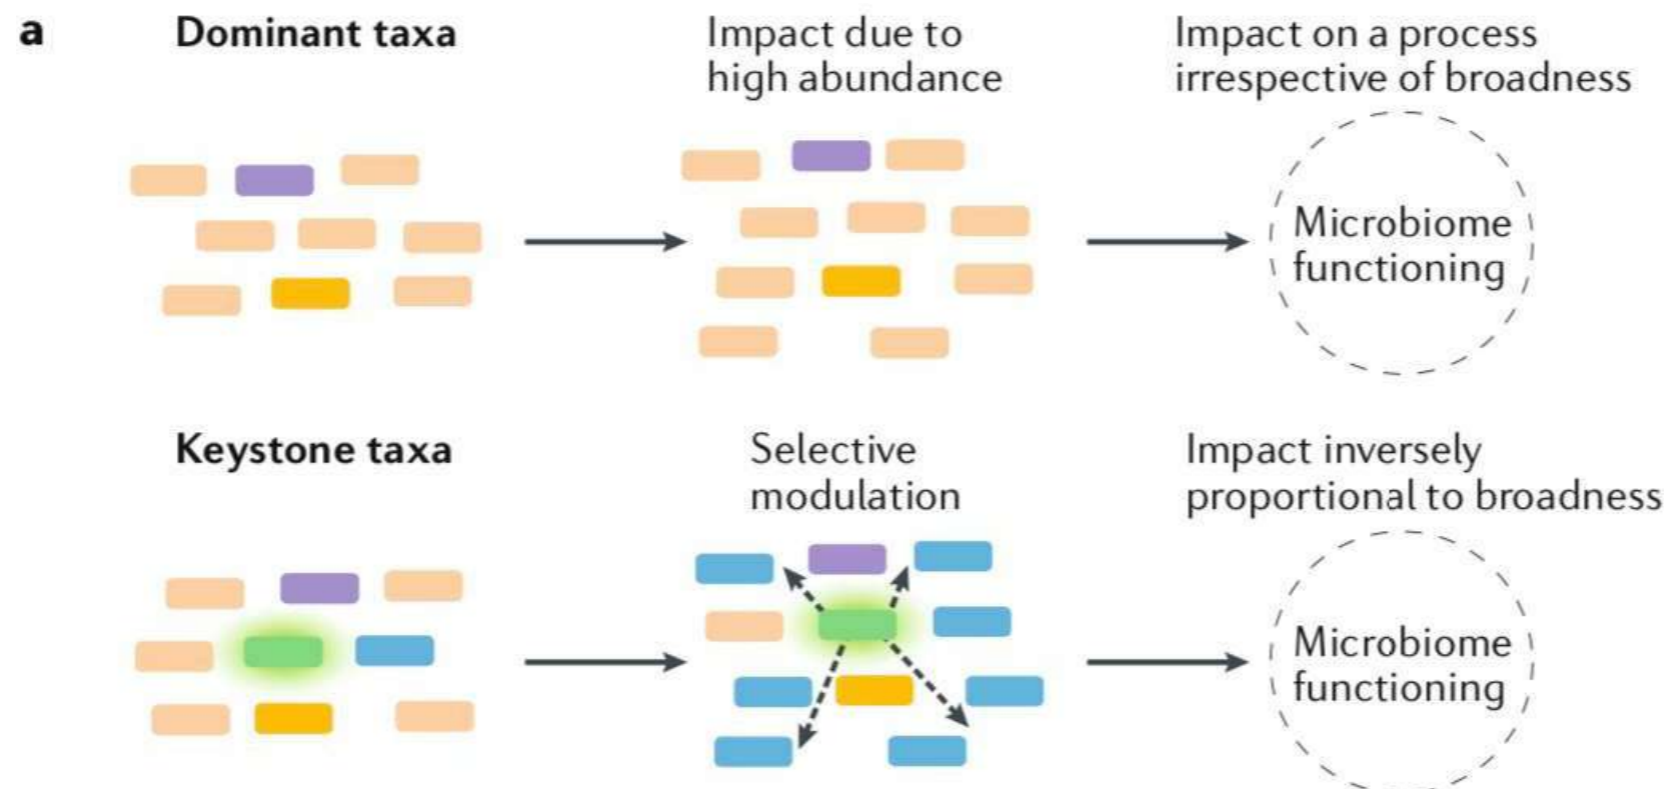 a
Dominant taxa
Impact due to
high abundance
Impact on a process
irrespective of broadness
Microbiome
functioning
Keystone taxa
Selective
modulation
Impact inversely
proportional to broadness
Microbiome
functioning